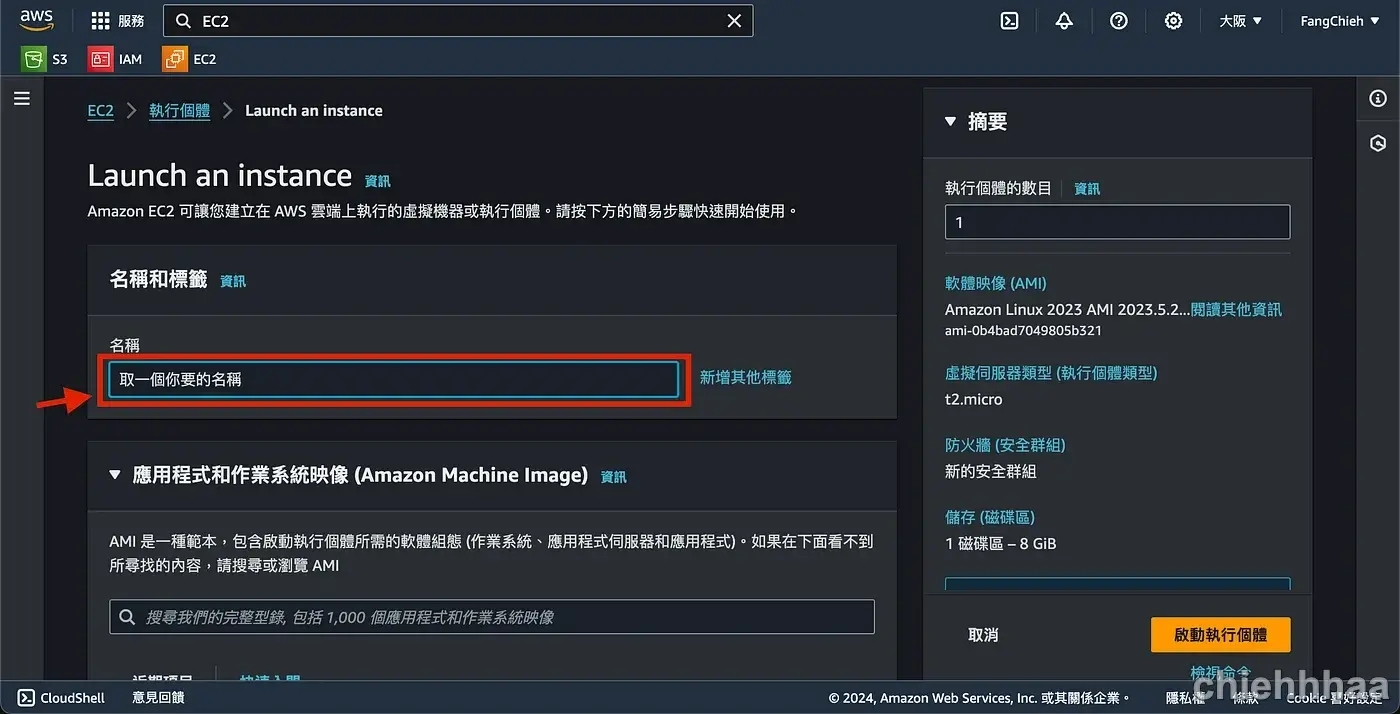 aws 服務 EC2 大阪 FangChieh
S3 IAM EC2
EC2 執行個體 Launch an instance
Launch an instance 資訊
Amazon EC2 可讓您建立在 AWS 雲端上執行的虛擬機器或執行個體。請按下方的簡易步驟快速開始使用。
名稱和標籤 資訊
名稱
取一個你要的名稱
新增其他標籤
應用程式和作業系統映像 (Amazon Machine Image) 資訊
AMI 是一種範本，包含啟動執行個體所需的軟體組態 (作業系統、應用程式伺服器和應用程式)。如果在下面看不到
所尋找的內容，請搜尋或瀏覽 AMI
搜尋我們的完整型錄, 包括 1,000 個應用程式和作業系統映像
近期項目 快速入門
摘要
執行個體的數目 資訊
1
軟體映像 (AMI)
Amazon Linux 2023 AMI 2023.5.2...閱讀其他資訊
ami-0b4bad7049805b321
虛擬伺服器類型 (執行個體類型)
t2.micro
防火牆 (安全群組)
新的安全群組
儲存 (磁碟區)
1 磁碟區 – 8 GiB
取消 啟動執行個體
檢視命令
CloudShell 意見回饋 © 2024, Amazon Web Services, Inc. 或其關係企業。 隱私權 條款 Cookie 喜好設定
chiehhhaa